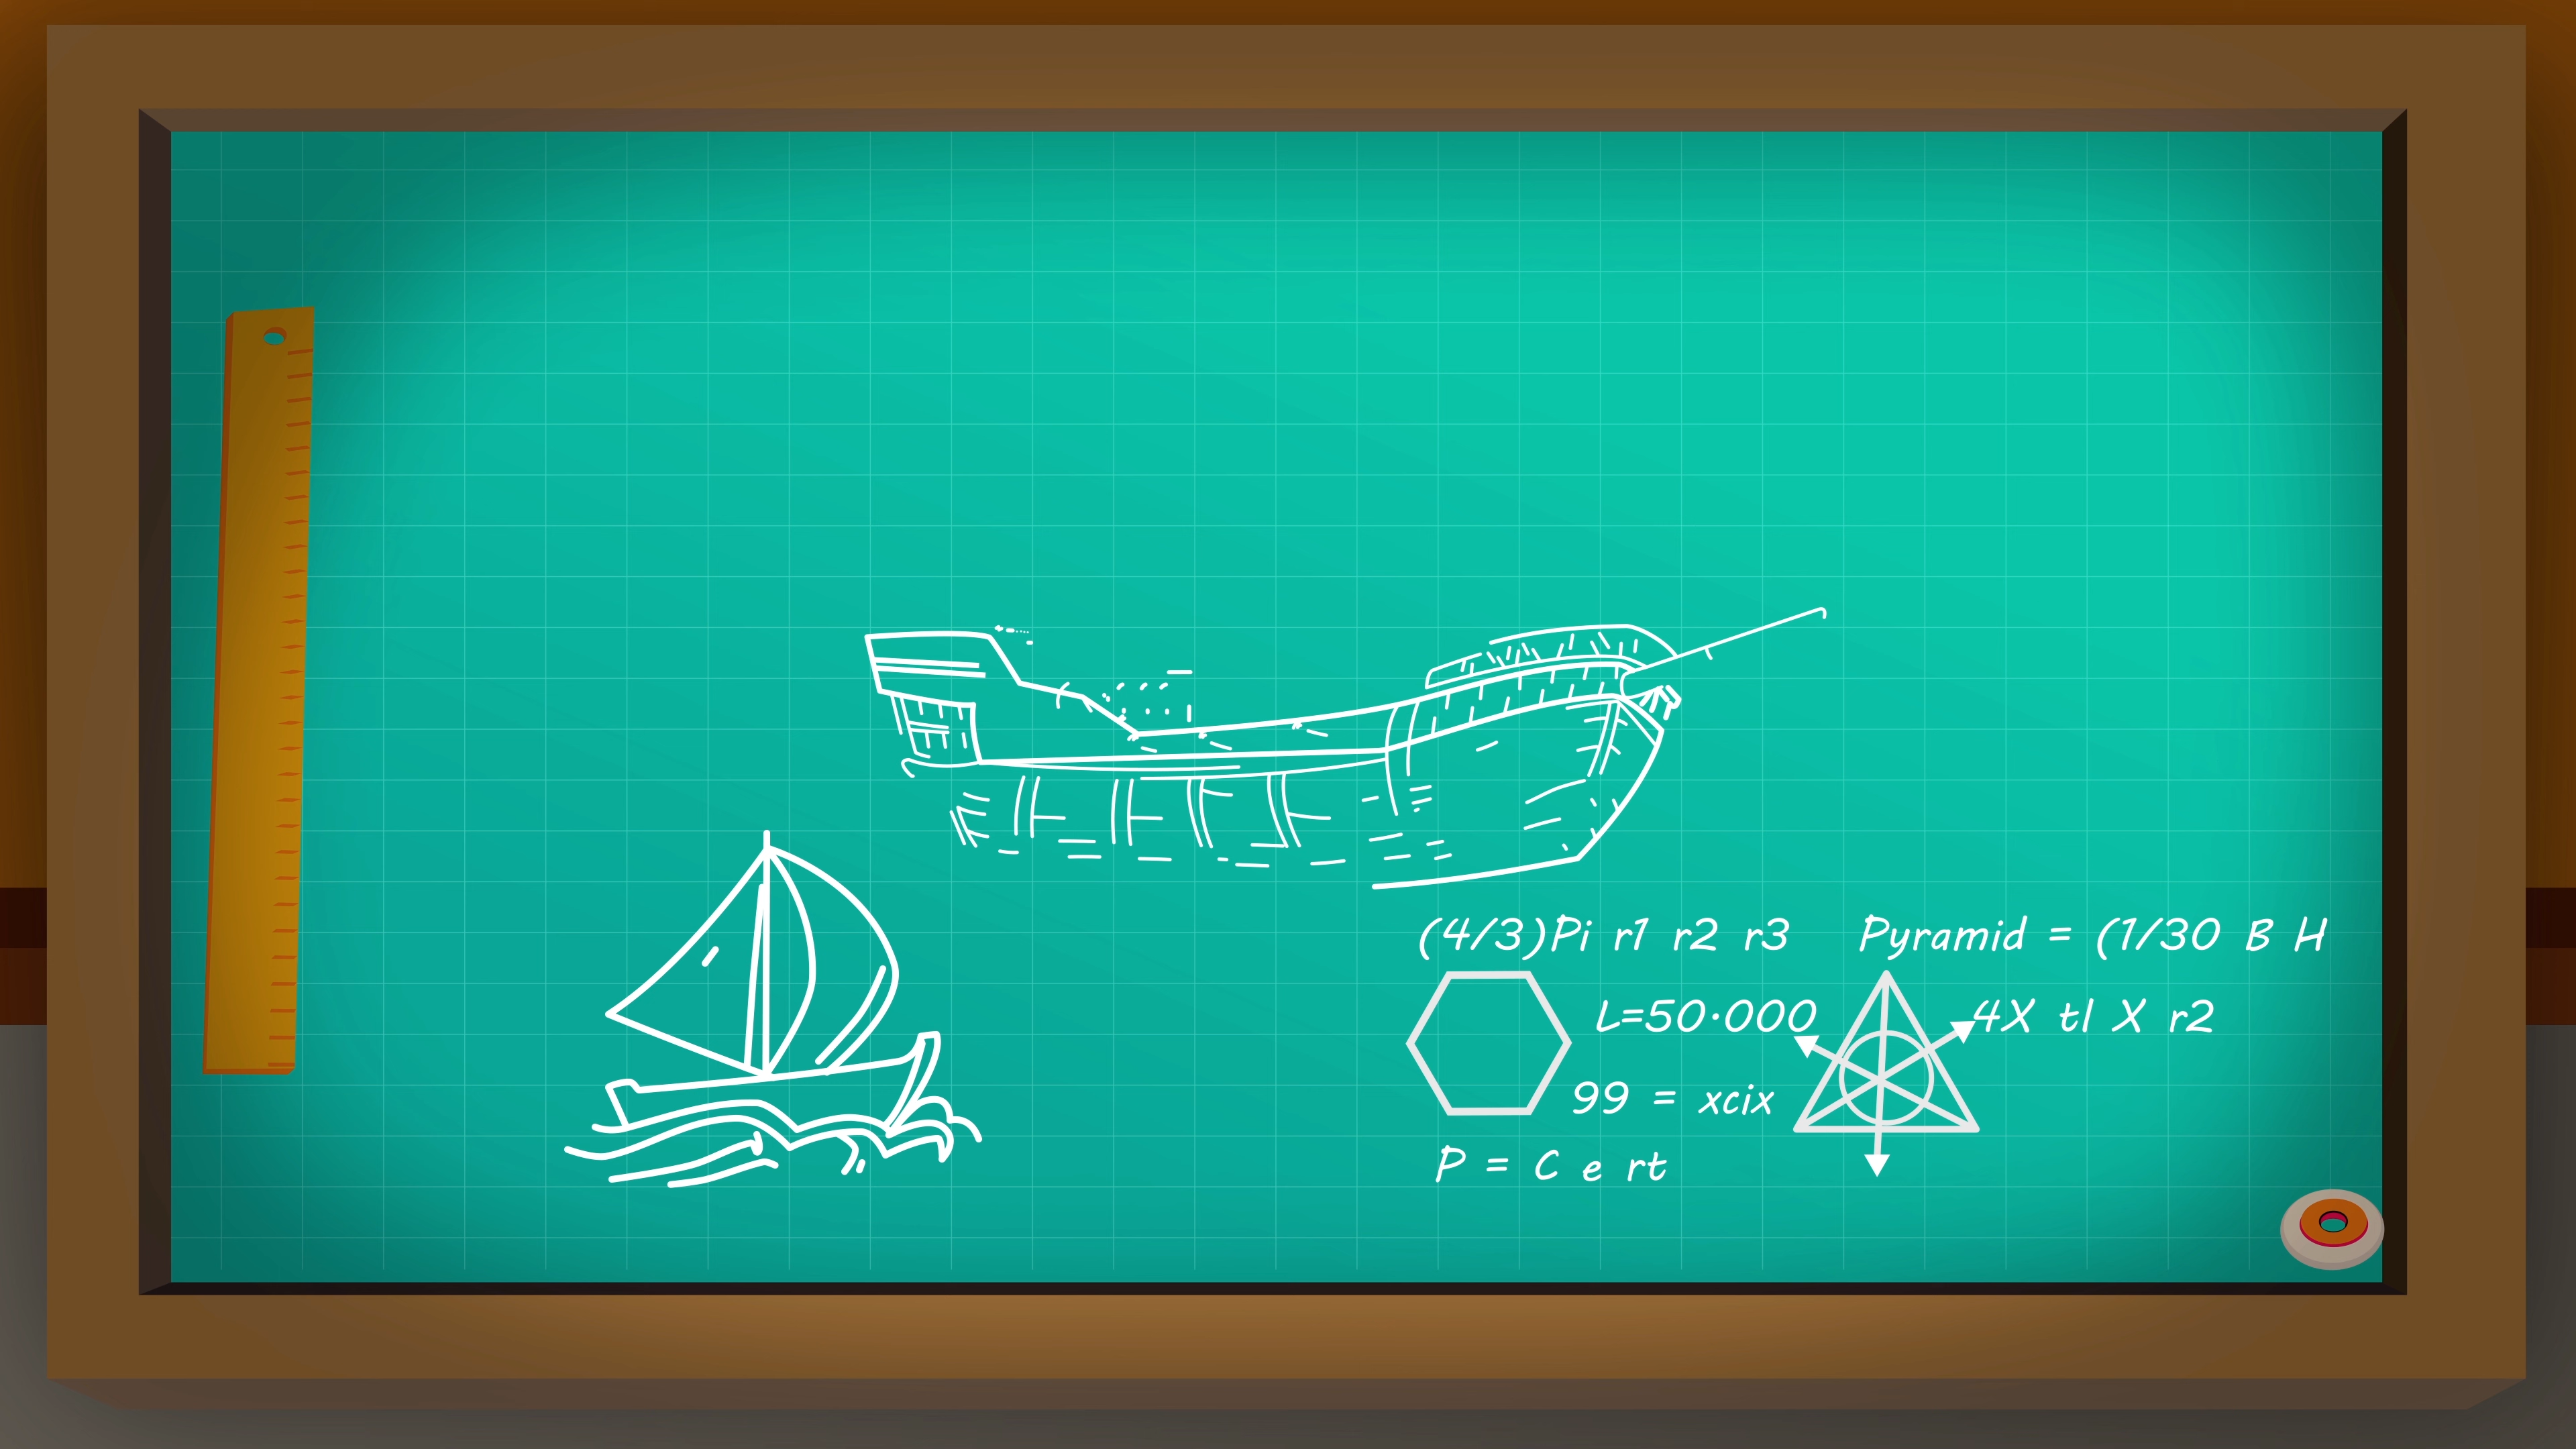 (4/3)Pi r1 r2 r3 Pyramid = (1/30 B H
L=50·000 4X tl X r2
99 = xcix
P = C e rt